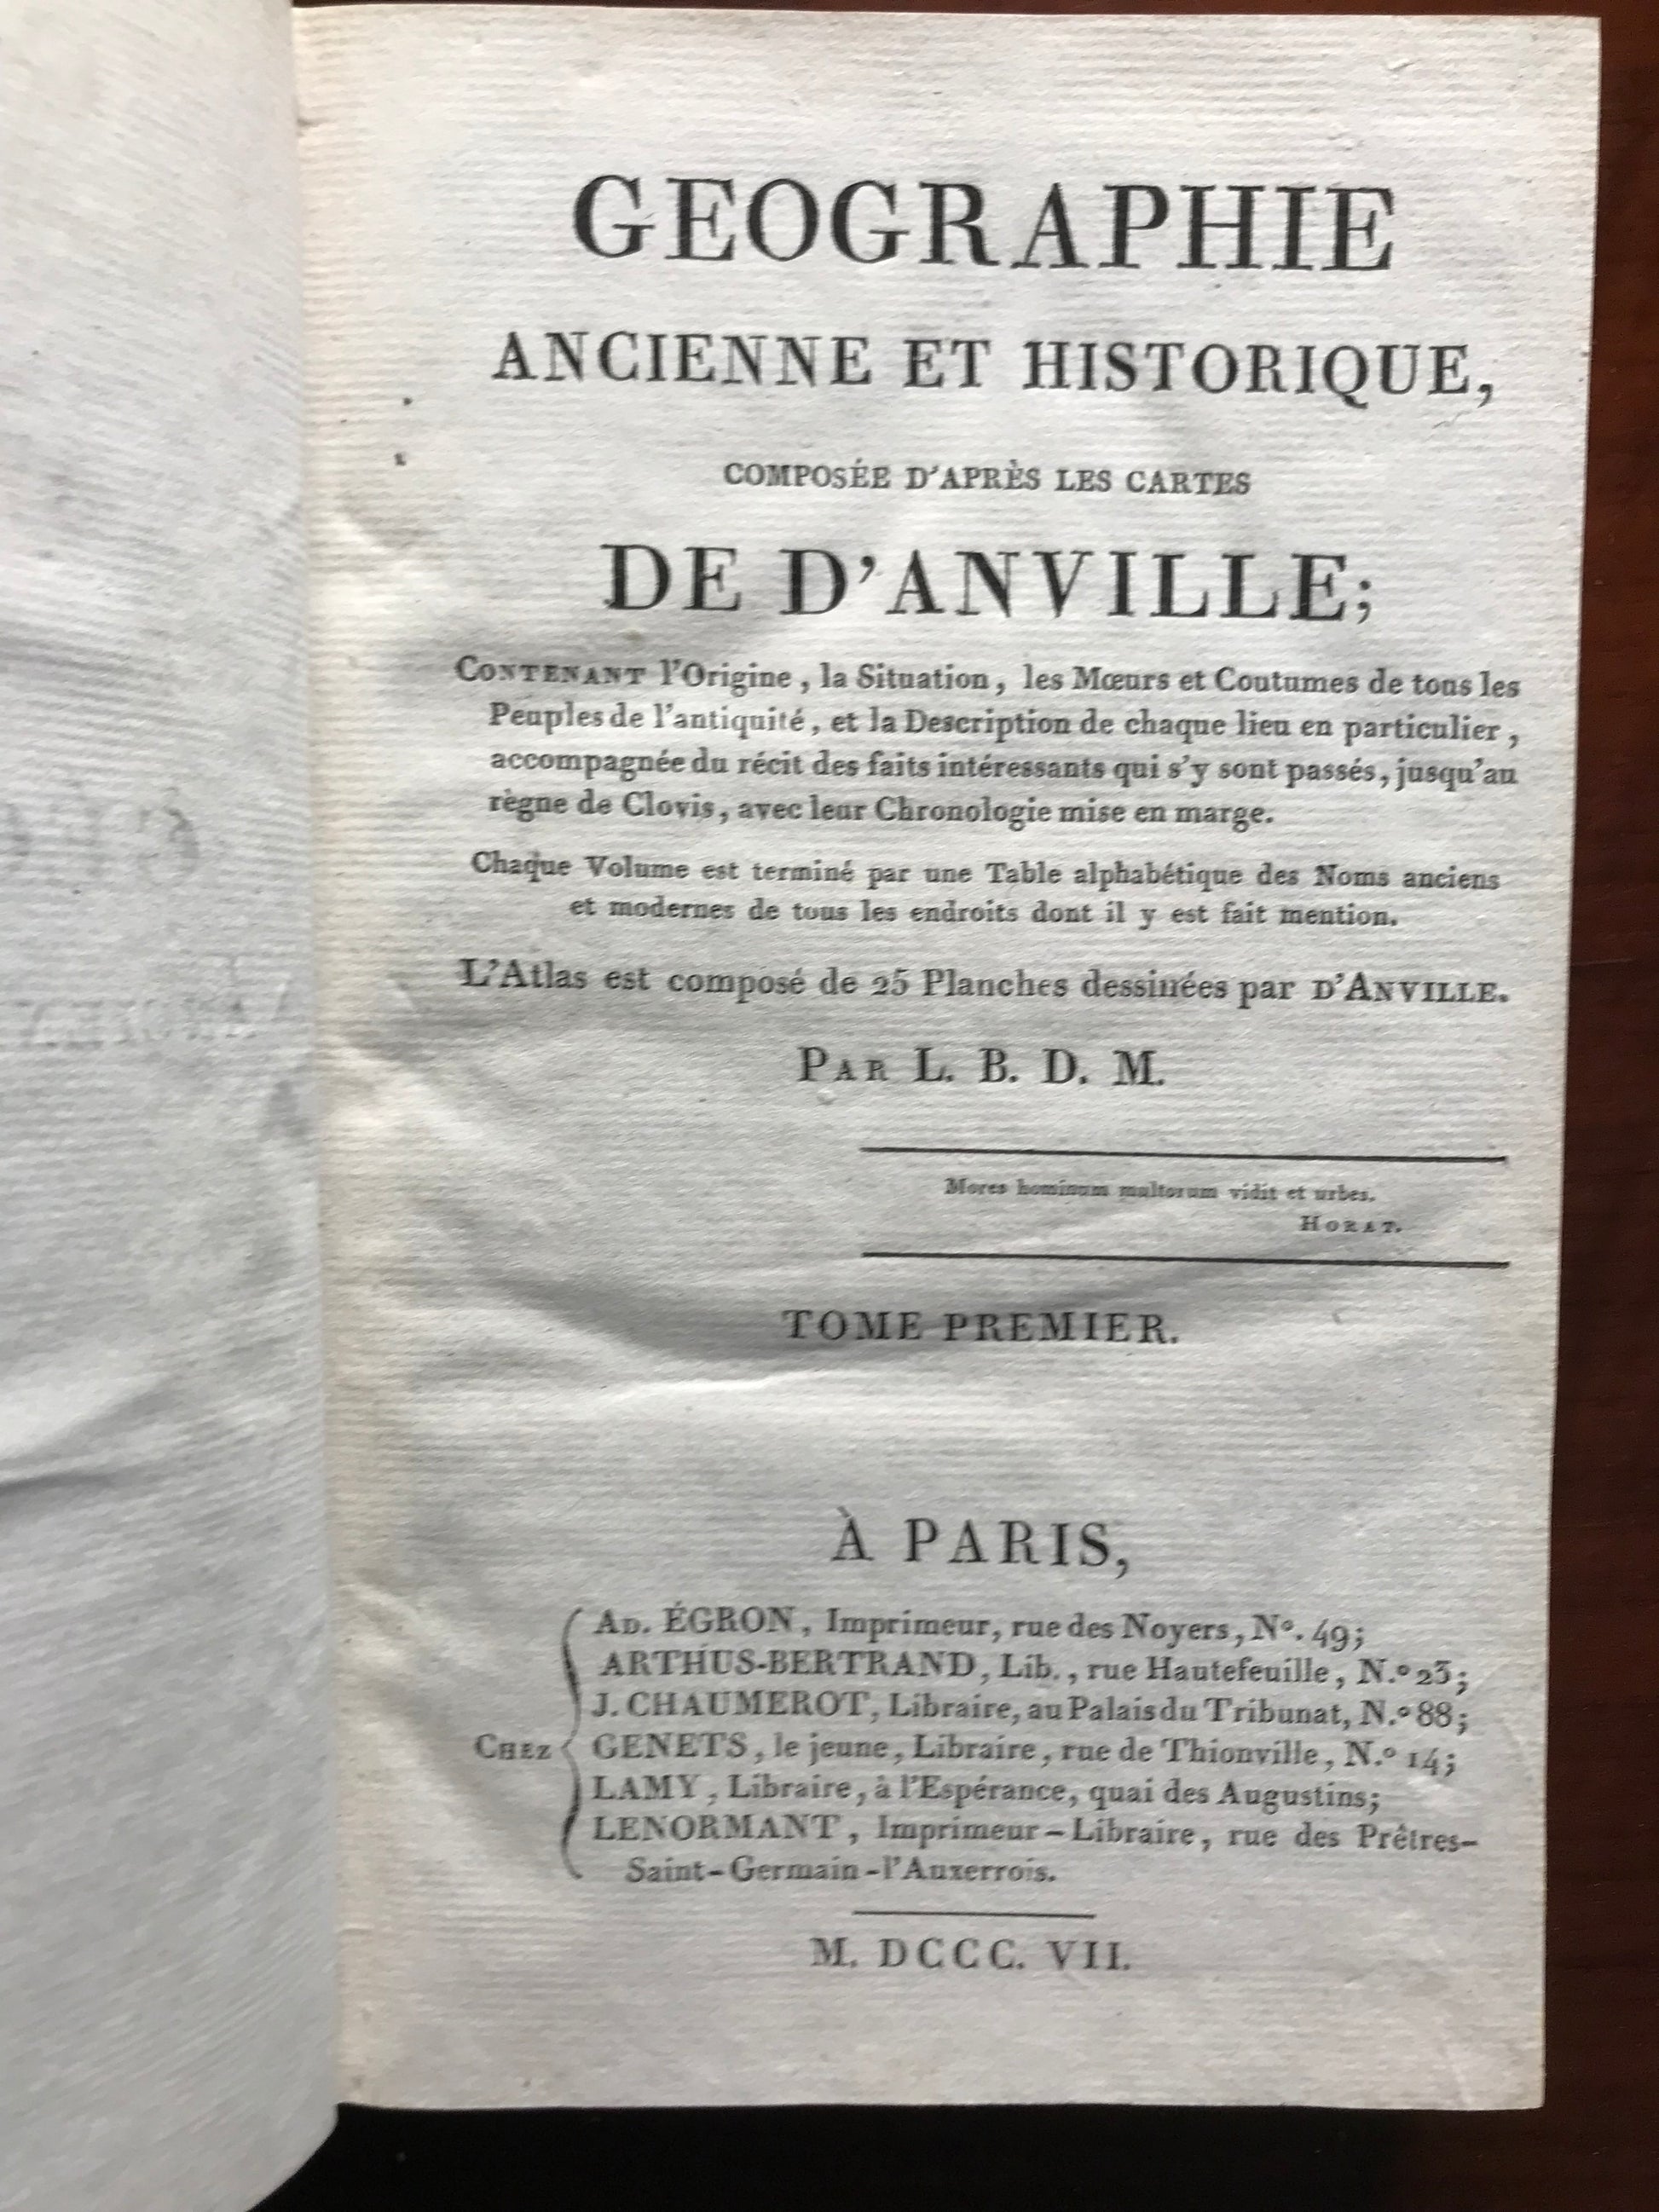 GEOGRAPHIE
ANCIENNE ET HISTORIQUE,
COMPOSÉE D'APRÈS LES CARTES
DE D'ANVILLE;
CONTENANT l'Origine, la Situation, les Mœurs et Coutumes de tous les
Peuples de l'antiquité, et la Description de chaque lieu en particulier,
accompagnée du récit des faits intéressants qui s'y sont passés, jusqu'au
règne de Clovis, avec leur Chronologie mise en marge.
Chaque Volume est terminé par une Table alphabétique des Noms anciens
et modernes de tous les endroits dont il y est fait mention.
L'Atlas est composé de 25 Planches dessinées par D'ANVILLE.
PAR L. B. D. M.
Mores hominum multorum vidit et urbes.
HORAT.
TOME PREMIER.
À PARIS,
AD. ÉGRON, Imprimeur, rue des Noyers, Nº. 49;
ARTHUS-BERTRAND, Lib., rue Hautefeuille, N.º 23;
J. CHAUMEROT, Libraire, au Palais du Tribunat, N.º 88;
CHEZ GENETS, le jeune, Libraire, rue de Thionville, N.º 14;
LAMY, Libraire, à l'Espérance, quai des Augustins;
LENORMANT, Imprimeur-Libraire, rue des Prêtres-
Saint-Germain-l'Auxerrois.
M. DCCC. VII.